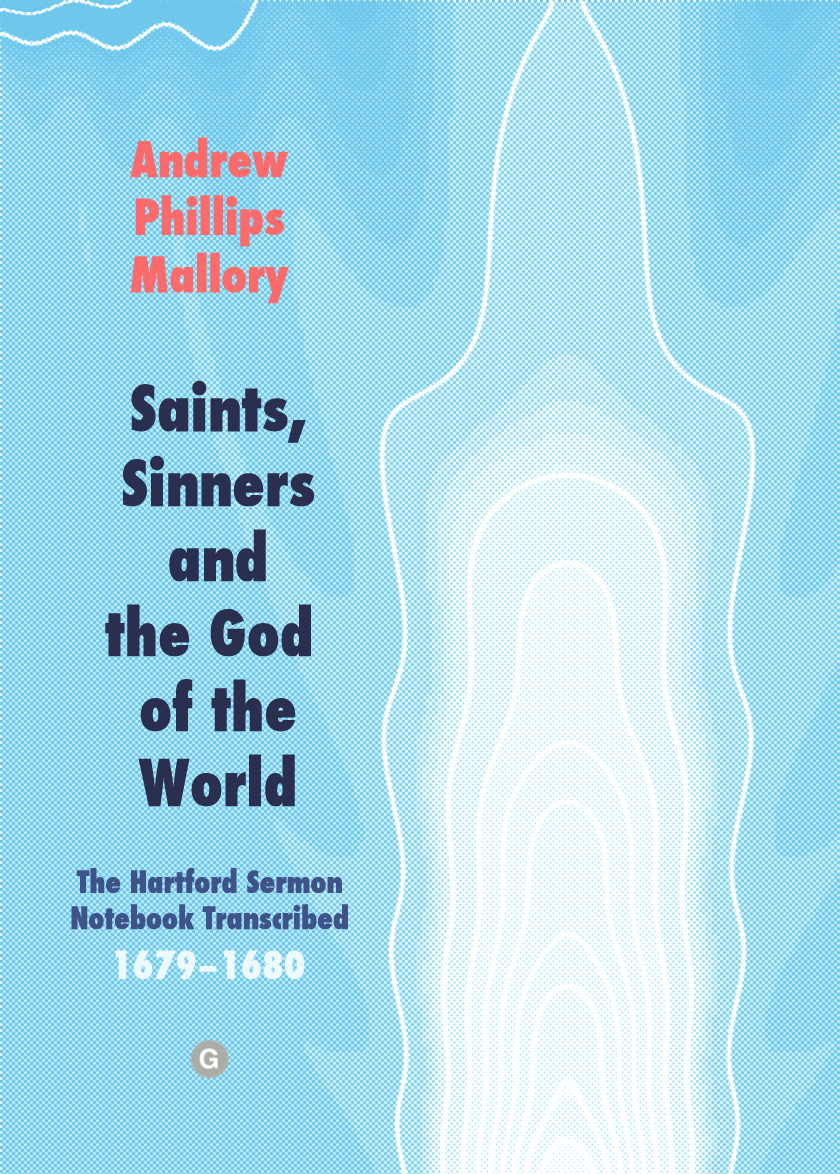 Andrew
Phillips
Mallory
Saints,
Sinners
and
the God
of the
World
The Hartford Sermon
Notebook Transcribed
1679–1680
G